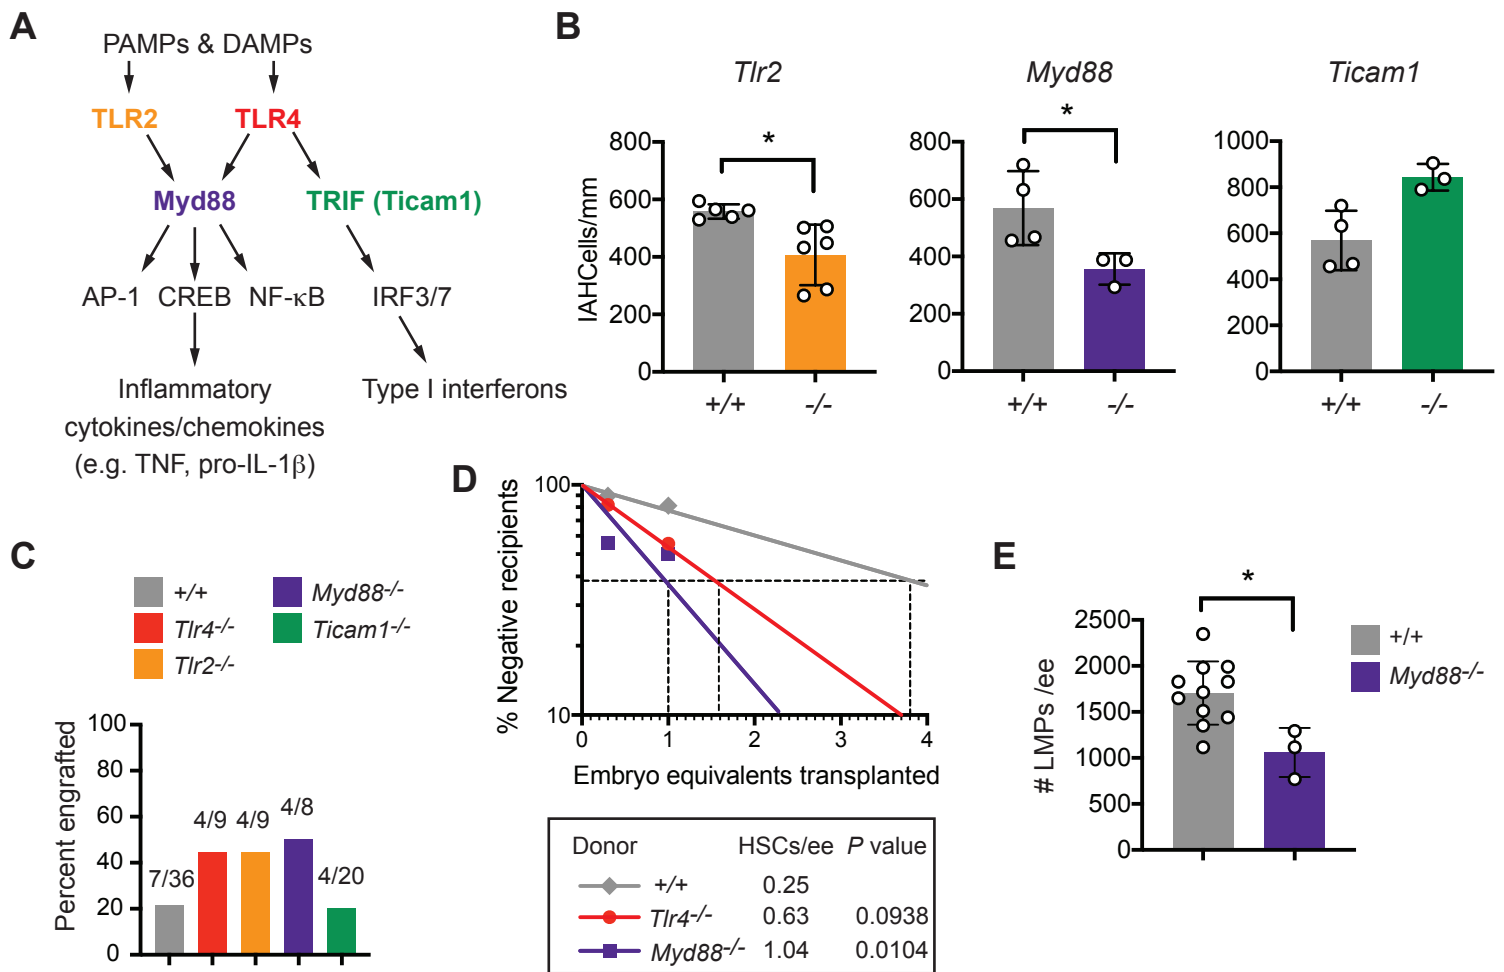 A
PAMPs & DAMPs
TLR2 TLR4
Myd88 TRIF (Ticam1)
AP-1 CREB NF-κB IRF3/7
Inflammatory
cytokines/chemokines
(e.g. TNF, pro-IL-1β)
Type I interferons
B
Tlr2
IAHCells/mm
800
600
400
200
0
*
+/+ -/-
Myd88
800
600
400
200
0
*
+/+ -/-
Ticam1
1000
800
600
400
200
0
+/+ -/-
C
+/+
Tlr4-/-
Tlr2-/-
Myd88-/-
Ticam1-/-
Percent engrafted
100
80
60
40
20
0
7/36 4/9 4/9 4/8 4/20
D
% Negative recipients
100
10
0 1 2 3 4
Embryo equivalents transplanted
Donor HSCs/ee P value
+/+ 0.25
Tlr4-/- 0.63 0.0938
Myd88-/- 1.04 0.0104
E
# LMPs /ee
2500
2000
1500
1000
500
0
*
+/+
Myd88-/-